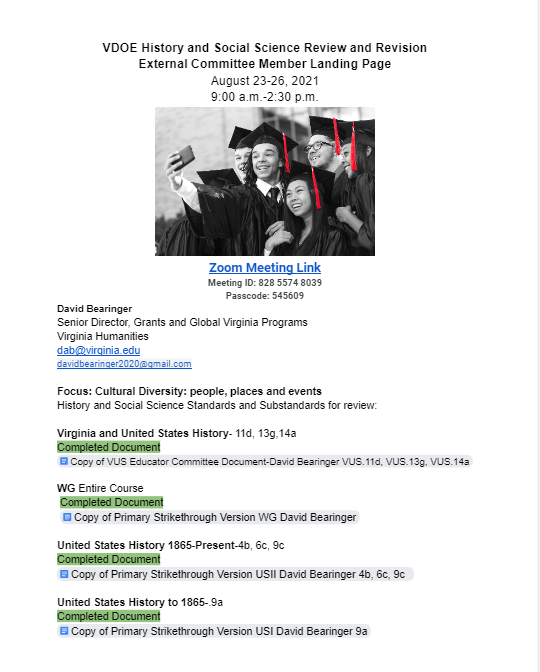 VDOE History and Social Science Review and Revision
External Committee Member Landing Page
August 23-26, 2021
9:00 a.m.-2:30 p.m.
Zoom Meeting Link
Meeting ID: 828 5574 8039
Passcode: 545609
David Bearinger
Senior Director, Grants and Global Virginia Programs
Virginia Humanities
dab@virginia.edu
davidbearinger2020@gmail.com
Focus: Cultural Diversity: people, places and events
History and Social Science Standards and Substandards for review:
Virginia and United States History- 11d, 13g,14a
Completed Document
Copy of VUS Educator Committee Document-David Bearinger VUS.11d, VUS.13g, VUS.14a
WG Entire Course
Completed Document
Copy of Primary Strikethrough Version WG David Bearinger
United States History 1865-Present-4b, 6c, 9c
Completed Document
Copy of Primary Strikethrough Version USII David Bearinger 4b, 6c, 9c
United States History to 1865-.9a
Completed Document
Copy of Primary Strikethrough Version USI David Bearinger 9a